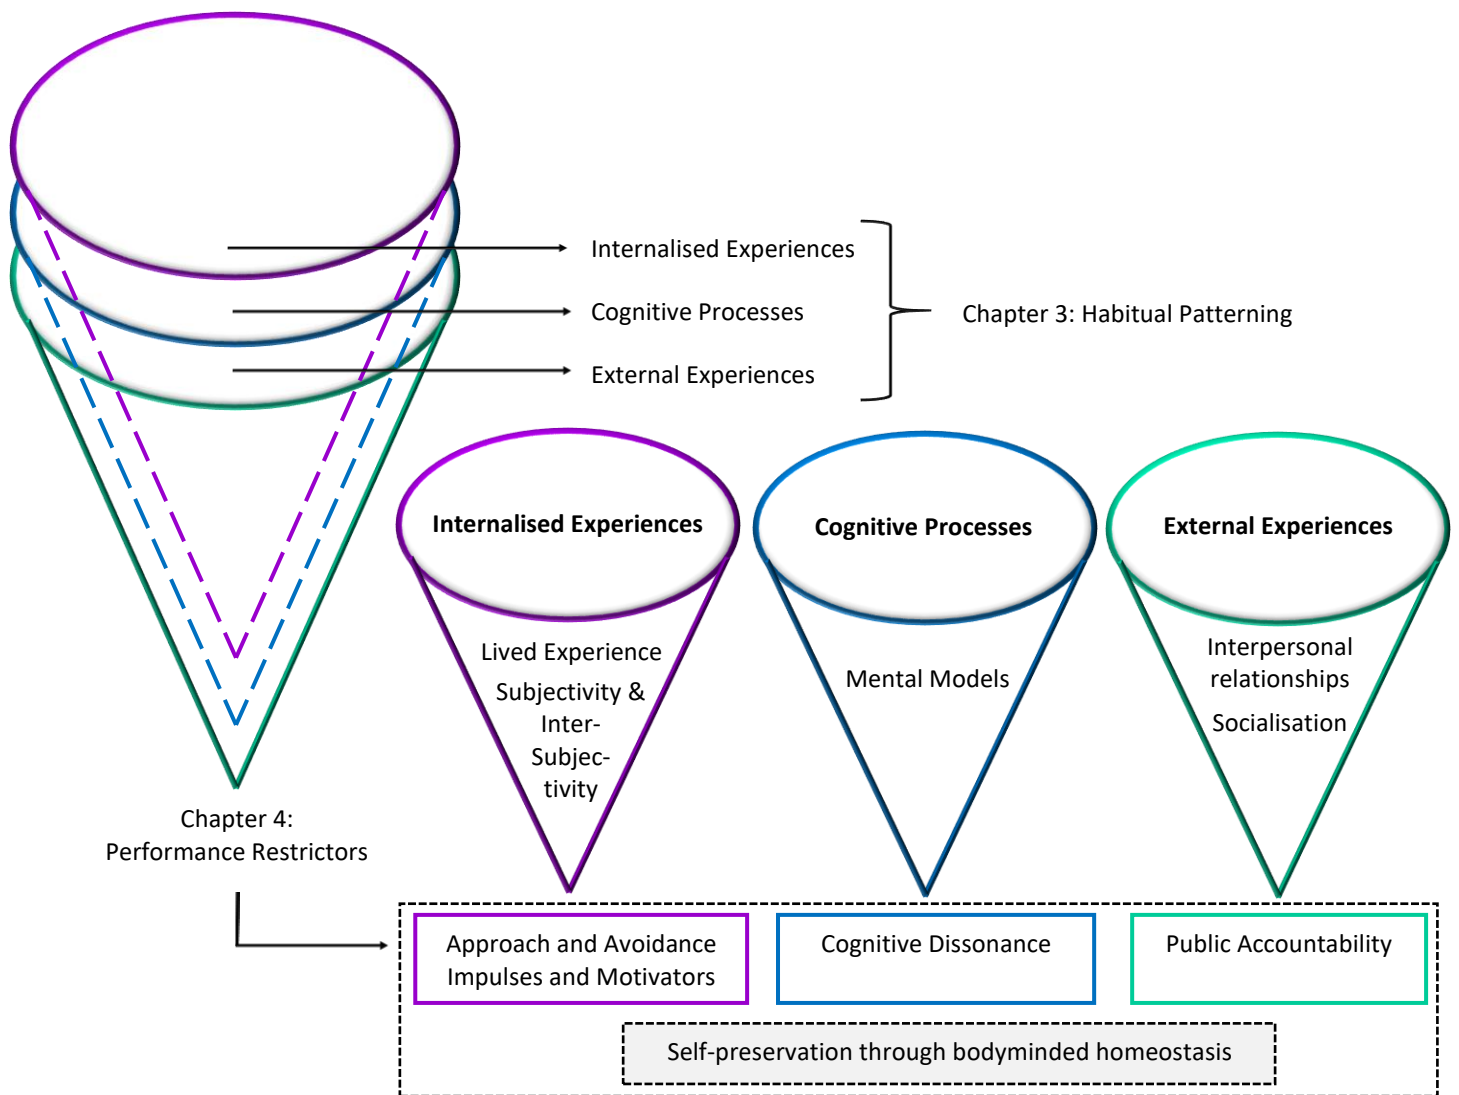 Internalised Experiences
Cognitive Processes
External Experiences
Chapter 3: Habitual Patterning
Internalised Experiences
Lived Experience
Subjectivity &
Inter-
Subjec-
tivity
Cognitive Processes
Mental Models
External Experiences
Interpersonal
relationships
Socialisation
Chapter 4:
Performance Restrictors
Approach and Avoidance
Impulses and Motivators
Cognitive Dissonance
Public Accountability
Self-preservation through bodyminded homeostasis